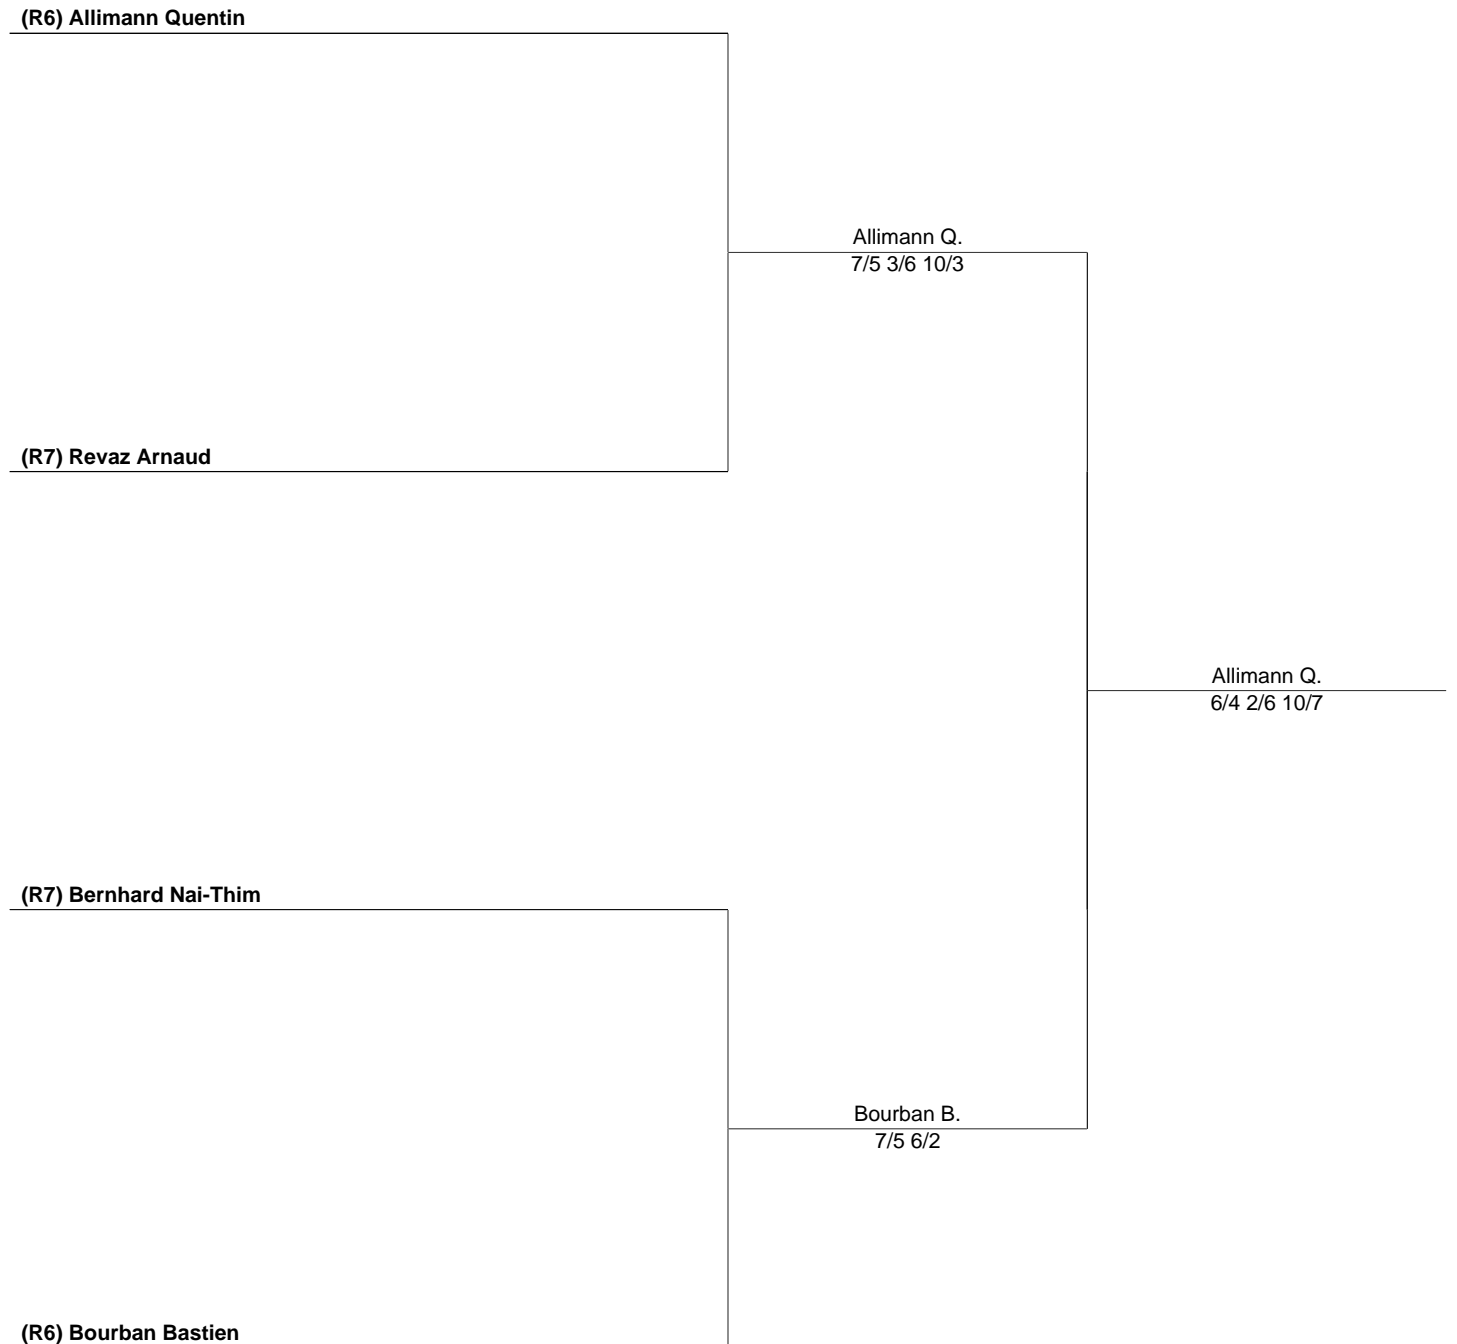 (R6) Allimann Quentin
Allimann Q.
7/5 3/6 10/3
(R7) Revaz Arnaud
Allimann Q.
6/4 2/6 10/7
(R7) Bernhard Nai-Thim
Bourban B.
7/5 6/2
(R6) Bourban Bastien